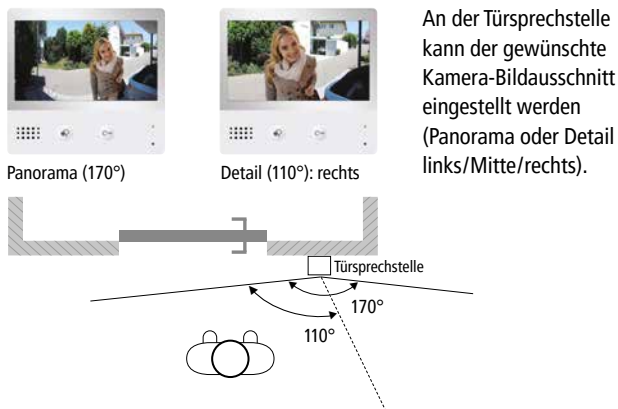 An der Türsprechstelle
kann der gewünschte
Kamera-Bildausschnitt
eingestellt werden
(Panorama oder Detail
links/Mitte/rechts).
Panorama (170°)
Detail (110°): rechts
Türsprechstelle
170°
110°